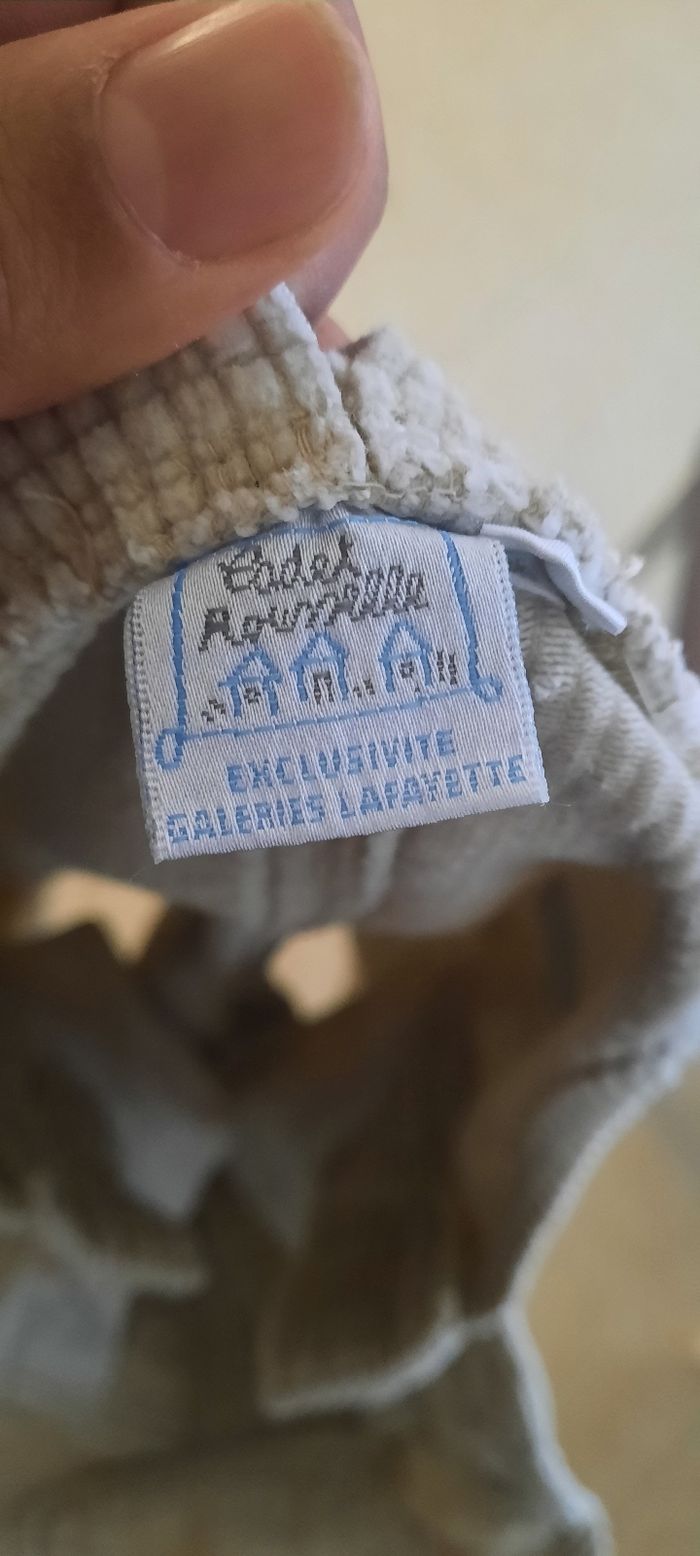 Cadet
Rousselle
EXCLUSIVITE
GALERIES LAFAYETTE